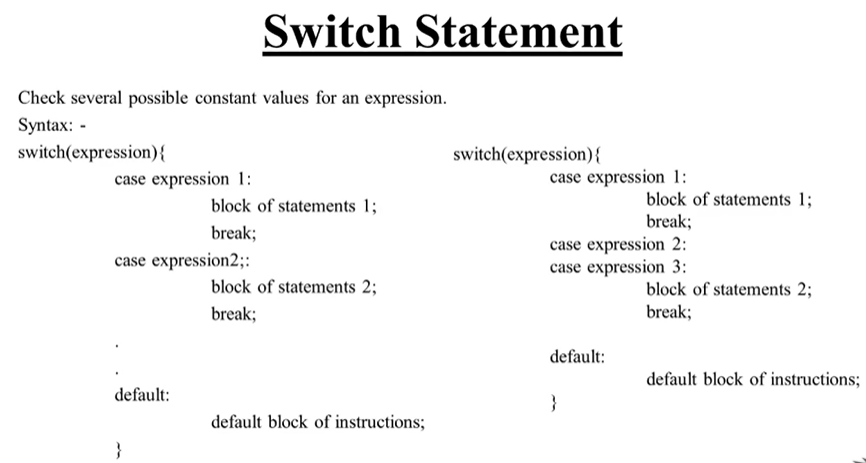 Switch Statement
Check several possible constant values for an expression.
Syntax: -
switch(expression){
case expression 1:
block of statements 1;
break;
case expression2;:
block of statements 2;
break;
.
.
default:
default block of instructions;
}
switch(expression){
case expression 1:
block of statements 1;
break;
case expression 2:
case expression 3:
block of statements 2;
break;
default:
default block of instructions;
}